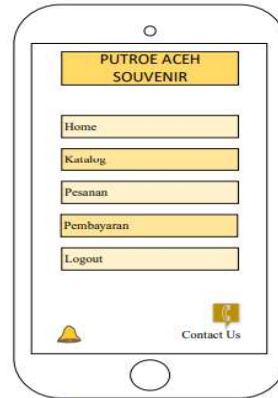 PUTROE ACEH
SOUVENIR
Home
Katalog
Pesanan
Pembayaran
Logout
Contact Us